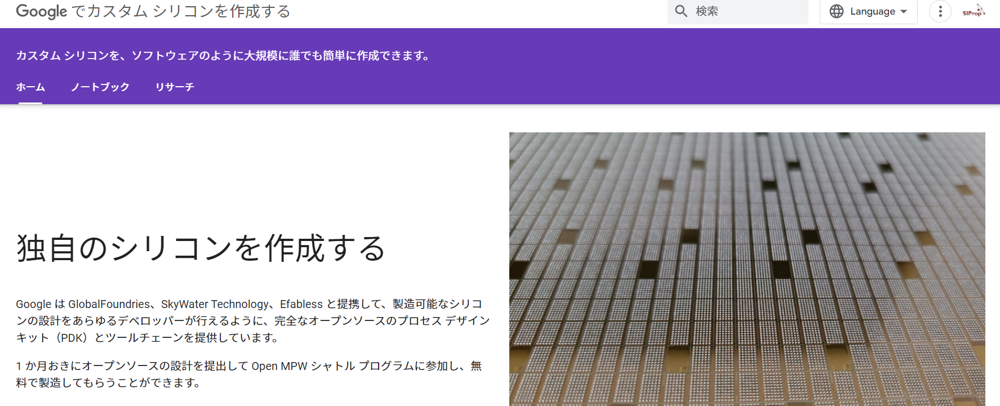 Google でカスタム シリコンを作成する
検索
Language
SIProp
カスタム シリコンを、ソフトウェアのように大規模に誰でも簡単に作成できます。
ホーム ノートブック リサーチ
独自のシリコンを作成する
Google は GlobalFoundries、SkyWater Technology、Efabless と提携して、製造可能なシリコ
ンの設計をあらゆるデベロッパーが行えるように、完全なオープンソースのプロセス デザイン
キット（PDK）とツールチェーンを提供しています。
1 か月おきにオープンソースの設計を提出して Open MPW シャトル プログラムに参加し、無
料で製造してもらうことができます。